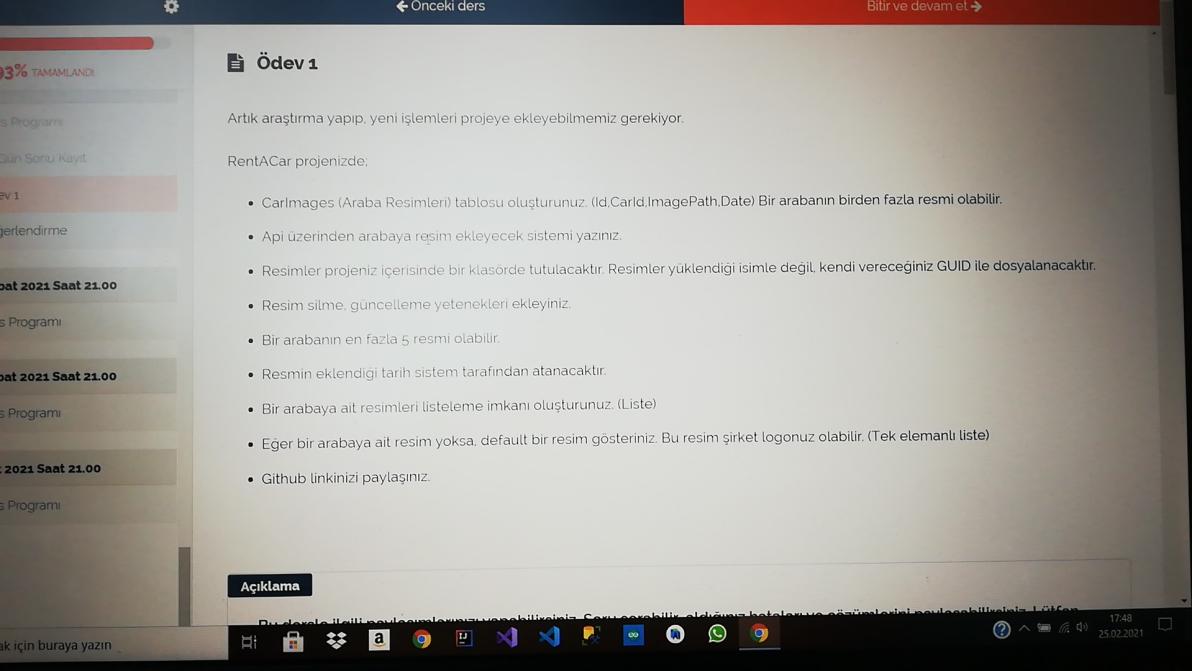 Önceki ders
Bitir ve devam et
93% TAMAMLANDI
Ödev 1
Artık araştırma yapıp, yeni işlemleri projeye ekleyebilmemiz gerekiyor.
s Programı
Gün Sonu Kayıt
RentACar projenizde;
ev 1
CarImages (Araba Resimleri) tablosu oluşturunuz. (Id,CarId,ImagePath,Date) Bir arabanın birden fazla resmi olabilir.
ğerlendirme
Api üzerinden arabaya resim ekleyecek sistemi yazınız.
Resimler projeniz içerisinde bir klasörde tutulacaktır. Resimler yüklendiği isimle değil, kendi vereceğiniz GUID ile dosyalanacaktır.
bat 2021 Saat 21.00
Resim silme, güncelleme yetenekleri ekleyiniz.
s Programı
Bir arabanın en fazla 5 resmi olabilir.
bat 2021 Saat 21.00
Resmin eklendiği tarih sistem tarafından atanacaktır.
s Programı
Bir arabaya ait resimleri listeleme imkanı oluşturunuz. (Liste)
Eğer bir arabaya ait resim yoksa, default bir resim gösteriniz. Bu resim şirket logonuz olabilir. (Tek elemanlı liste)
t 2021 Saat 21.00
Github linkinizi paylaşınız.
s Programı
Açıklama
ak için buraya yazın
17:48
25.02.2021